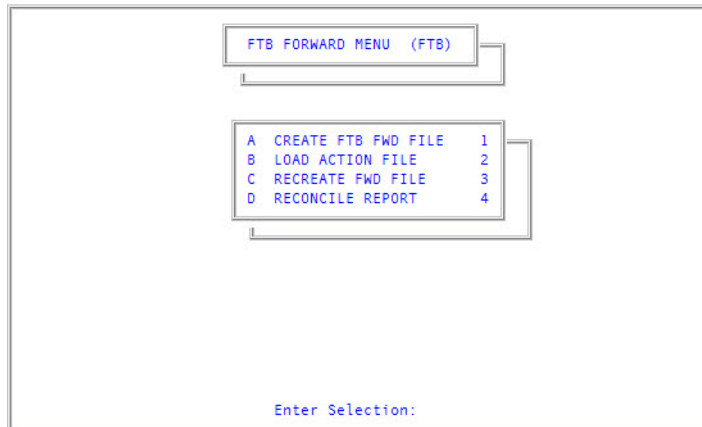 FTB FORWARD MENU (FTB)
A CREATE FTB FWD FILE 1
B LOAD ACTION FILE 2
C RECREATE FWD FILE 3
D RECONCILE REPORT 4
Enter Selection: